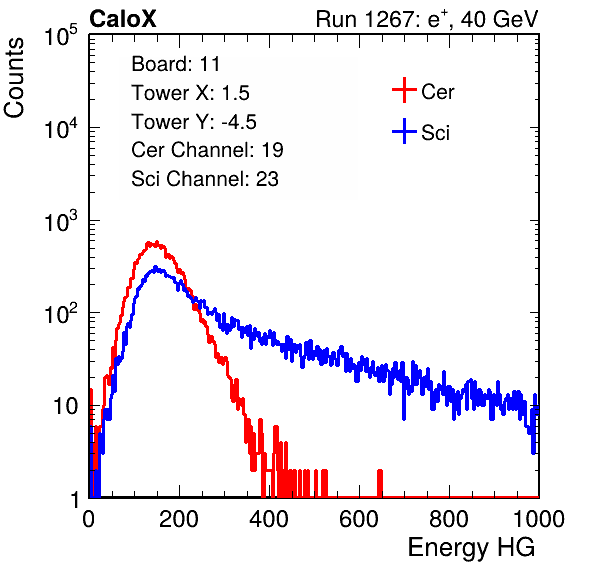 CaloX Run 1267: e⁺, 40 GeV
Counts
Board: 11
Tower X: 1.5
Tower Y: -4.5
Cer Channel: 19
Sci Channel: 23
Cer
Sci
10⁵
10⁴
10³
10²
10
1
0 200 400 600 800 1000
Energy HG